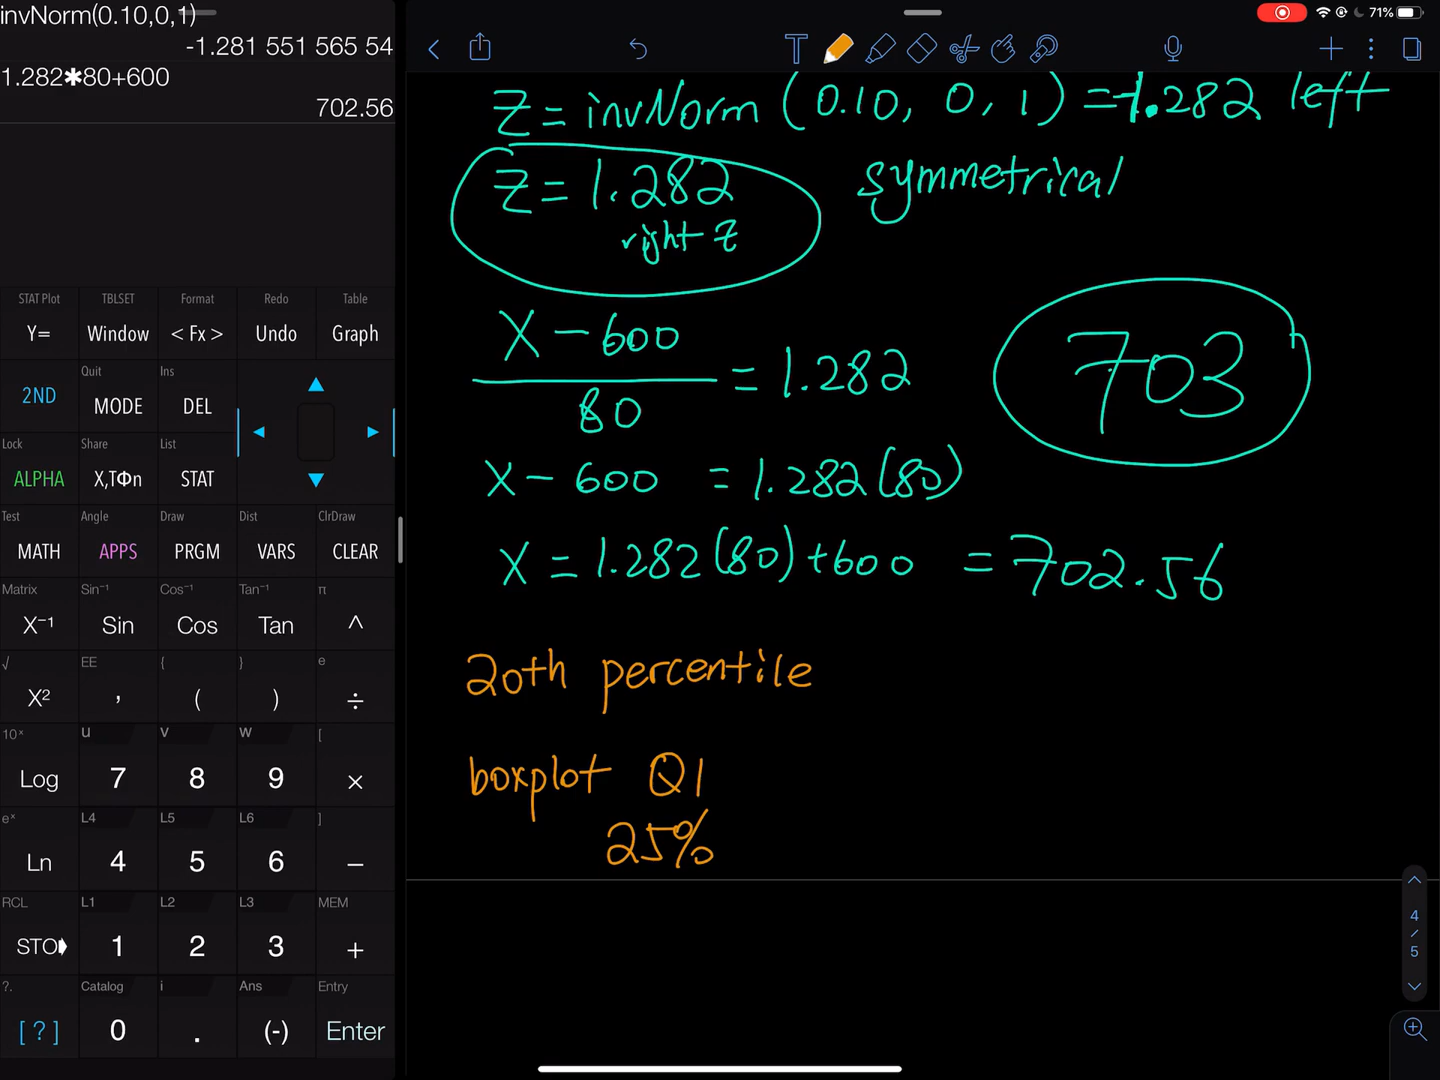 invNorm(0.10,0,1)
-1.281 551 565 54
1.282✱80+600
702.56
71%
Z = invNorm (0.10, 0, 1) = -1.282 left
Z = 1.282
right Z
symmetrical
X - 600
80
= 1.282
703
X - 600 = 1.282(80)
X = 1.282(80)+600 = 702.56
20th percentile
boxplot Q1
25%
STAT Plot TBLSET Format Redo Table
Y= Window < Fx > Undo Graph
Quit Ins
2ND MODE DEL
Lock Share List
ALPHA X,TΦn STAT
Test Angle Draw Dist ClrDraw
MATH APPS PRGM VARS CLEAR
Matrix Sin⁻¹ Cos⁻¹ Tan⁻¹ π
X⁻¹ Sin Cos Tan ^
√ EE { } e
X² , ( ) ÷
10ˣ u v w [
Log 7 8 9 ×
eˣ L4 L5 L6 ]
Ln 4 5 6 −
RCL L1 L2 L3 MEM
STO 1 2 3 +
?. Catalog i Ans Entry
[ ? ] 0 . (-) Enter
4
/
5